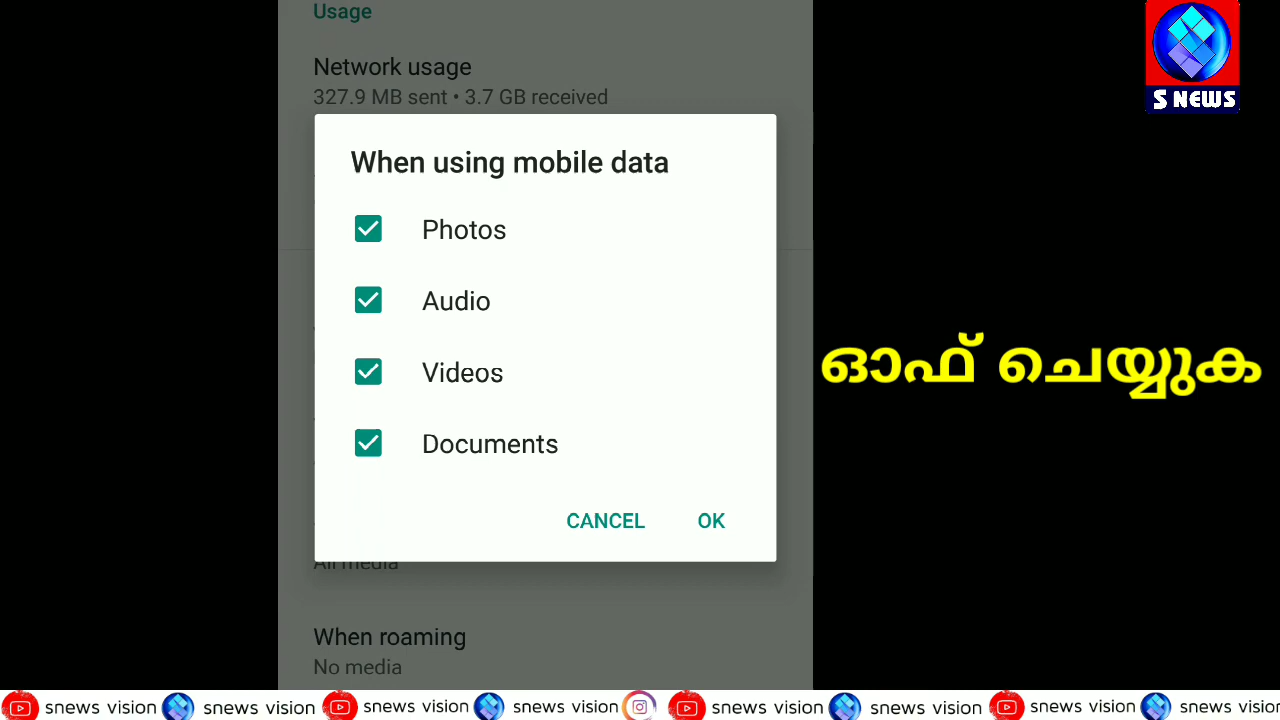 Usage
Network usage
327.9 MB sent • 3.7 GB received
S NEWS
When using mobile data
Photos
Audio
Videos
Documents
CANCEL OK
ഓഫ് ചെയ്യുക
All media
When roaming
No media
snews vision snews vision snews vision snews vision snews vision snews vision snews vision snews vision